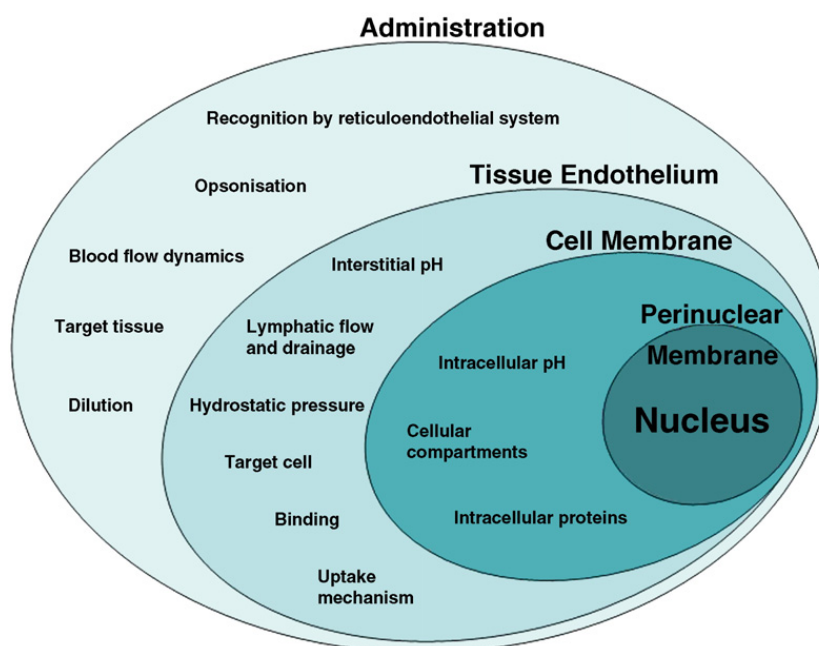 Administration
Recognition by reticuloendothelial system
Opsonisation
Blood flow dynamics
Target tissue
Dilution
Tissue Endothelium
Interstitial pH
Lymphatic flow
and drainage
Hydrostatic pressure
Target cell
Binding
Uptake
mechanism
Cell Membrane
Intracellular pH
Cellular
compartments
Intracellular proteins
Perinuclear
Membrane
Nucleus